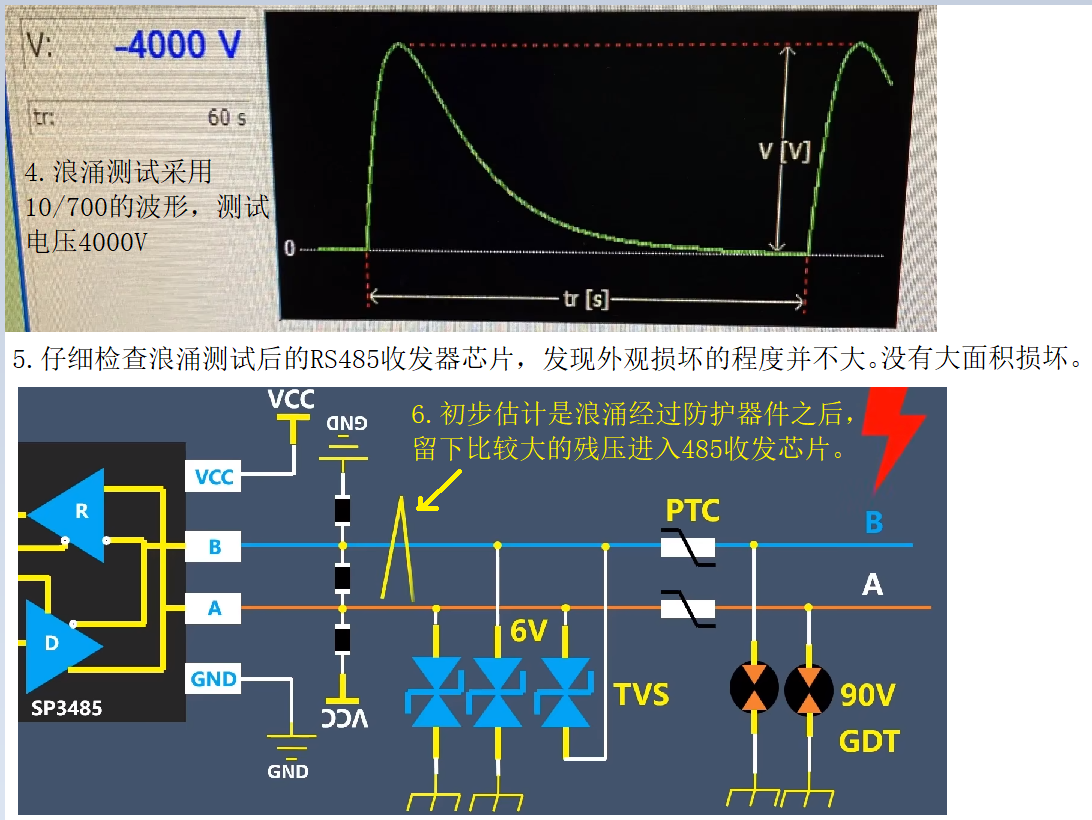 V: -4000 V
tr: 60 s
4.浪涌测试采用
10/700的波形，测试
电压4000V
V [V]
0
tr [s]
5.仔细检查浪涌测试后的RS485收发器芯片，发现外观损坏的程度并不大。没有大面积损坏。
VCC
GND
6.初步估计是浪涌经过防护器件之后，
留下比较大的残压进入485收发芯片。
VCC
R
PTC
B
B
A
A
D
6V
GND
TVS
90V
SP3485
VCC
GDT
GND